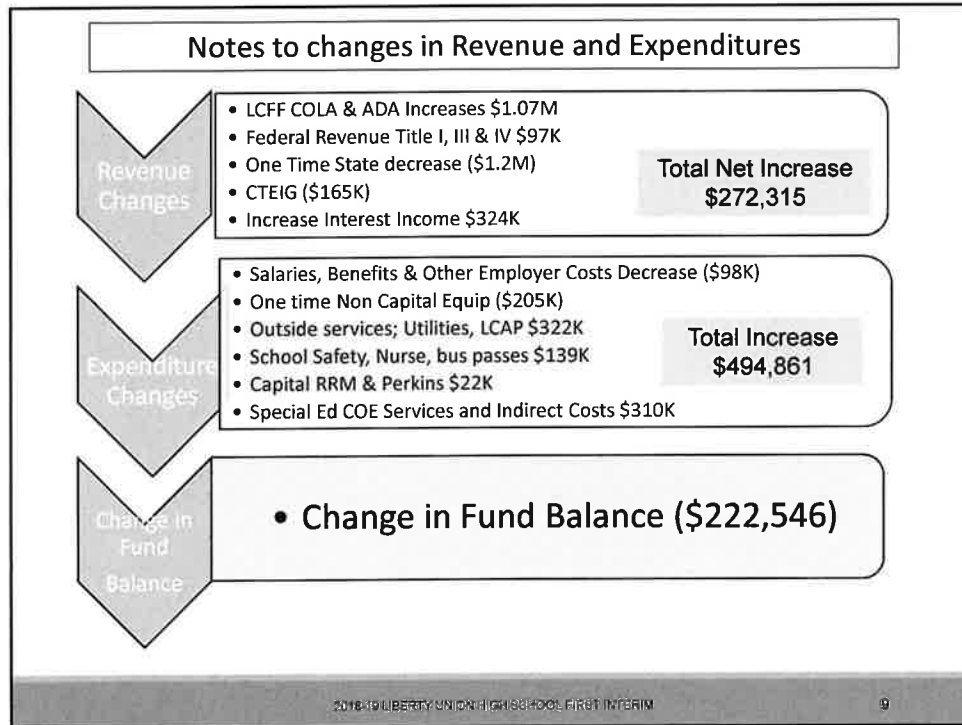 Notes to changes in Revenue and Expenditures
Revenue
Changes
• LCFF COLA & ADA Increases $1.07M
• Federal Revenue Title I, III & IV $97K
• One Time State decrease ($1.2M)
• CTEIG ($165K)
• Increase Interest Income $324K
Total Net Increase
$272,315
Expenditure
Changes
• Salaries, Benefits & Other Employer Costs Decrease ($98K)
• One time Non Capital Equip ($205K)
• Outside services; Utilities, LCAP $322K
• School Safety, Nurse, bus passes $139K
• Capital RRM & Perkins $22K
• Special Ed COE Services and Indirect Costs $310K
Total Increase
$494,861
Change in
Fund
Balance
• Change in Fund Balance ($222,546)
2018-19 LIBERTY UNION HIGH SCHOOL FIRST INTERIM
9